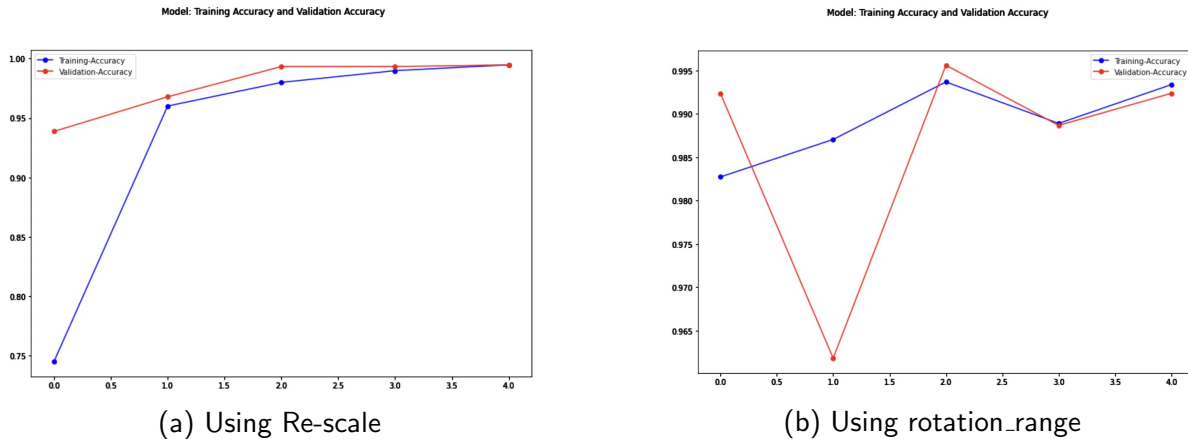 Model: Training Accuracy and Validation Accuracy
Training-Accuracy
Validation-Accuracy
1.00
0.95
0.90
0.85
0.80
0.75
0.0 0.5 1.0 1.5 2.0 2.5 3.0 3.5 4.0
(a) Using Re-scale
Model: Training Accuracy and Validation Accuracy
Training-Accuracy
Validation-Accuracy
0.995
0.990
0.985
0.980
0.975
0.970
0.965
0.0 0.5 1.0 1.5 2.0 2.5 3.0 3.5 4.0
(b) Using rotation_range